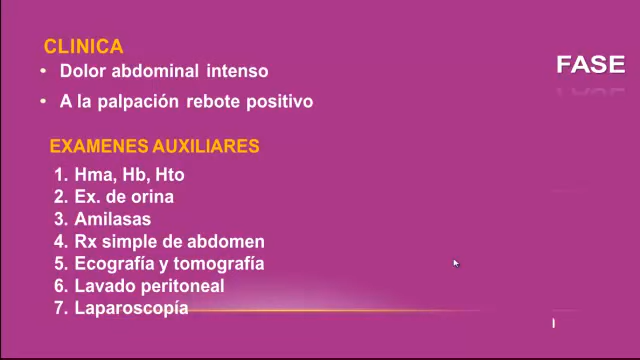 CLINICA
• Dolor abdominal intenso
• A la palpación rebote positivo
FASE
EXAMENES AUXILIARES
1. Hma, Hb, Hto
2. Ex. de orina
3. Amilasas
4. Rx simple de abdomen
5. Ecografía y tomografía
6. Lavado peritoneal
7. Laparoscopía